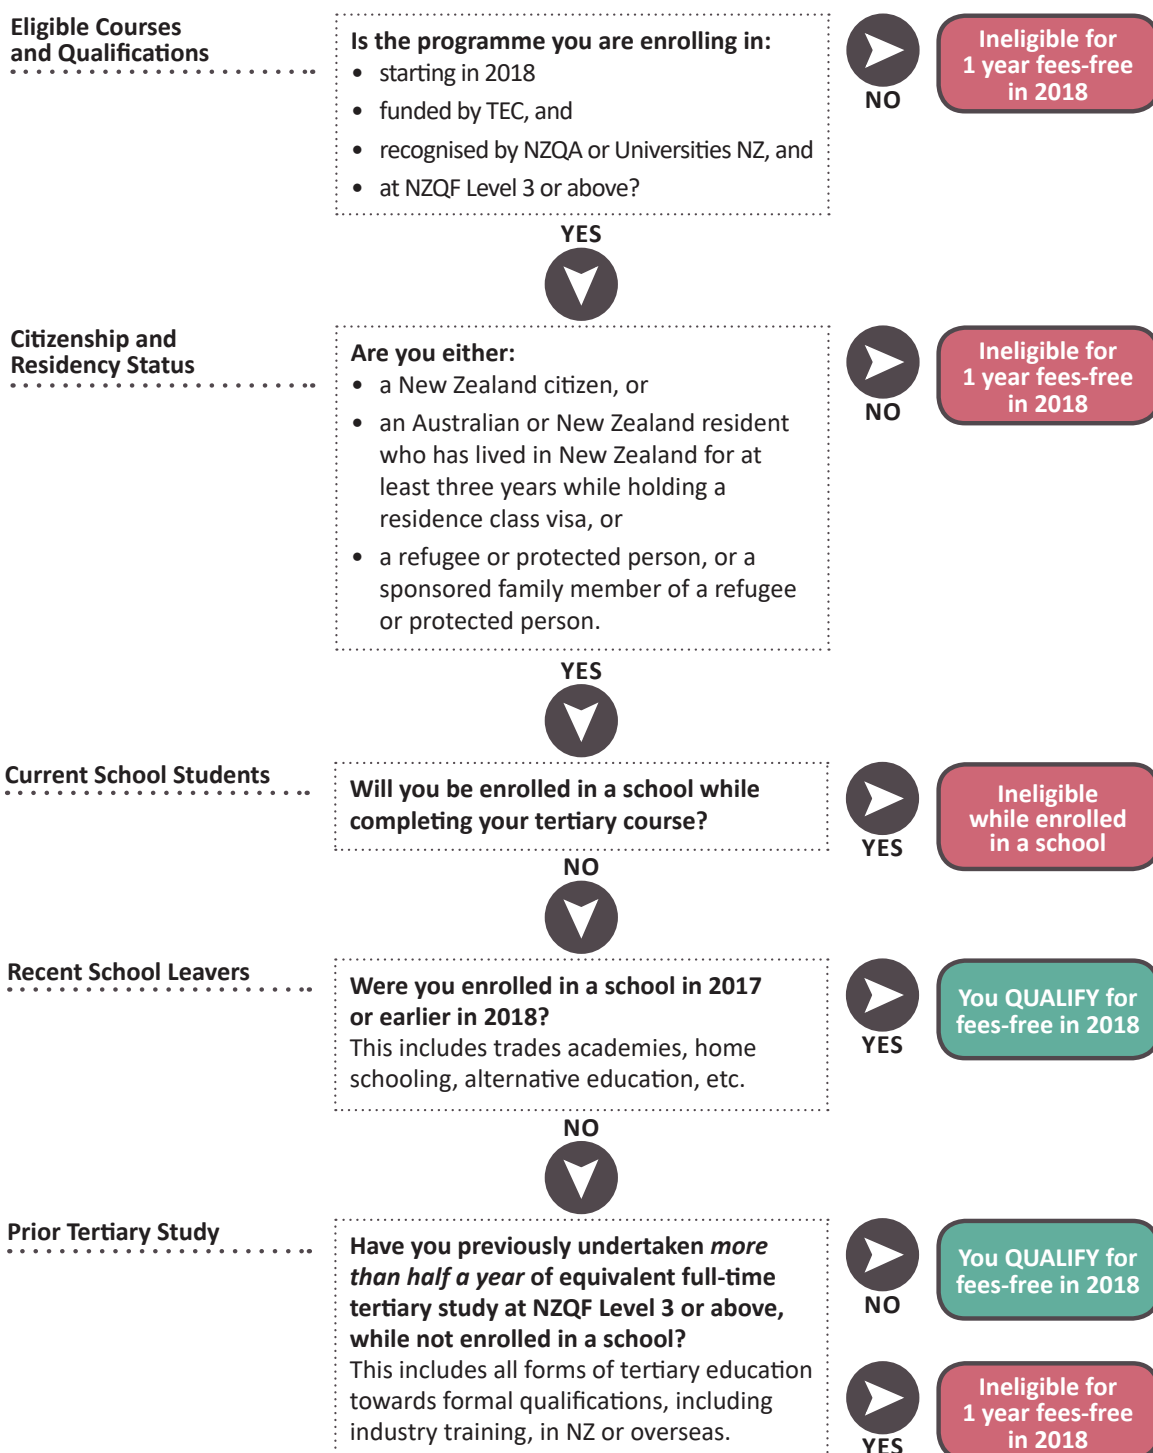 Eligible Courses
and Qualifications
Is the programme you are enrolling in:
• starting in 2018
• funded by TEC, and
• recognised by NZQA or Universities NZ, and
• at NZQF Level 3 or above?
NO
Ineligible for
1 year fees-free
in 2018
YES
Citizenship and
Residency Status
Are you either:
• a New Zealand citizen, or
• an Australian or New Zealand resident
who has lived in New Zealand for at
least three years while holding a
residence class visa, or
• a refugee or protected person, or a
sponsored family member of a refugee
or protected person.
NO
Ineligible for
1 year fees-free
in 2018
YES
Current School Students
Will you be enrolled in a school while
completing your tertiary course?
YES
Ineligible
while enrolled
in a school
NO
Recent School Leavers
Were you enrolled in a school in 2017
or earlier in 2018?
This includes trades academies, home
schooling, alternative education, etc.
YES
You QUALIFY for
fees-free in 2018
NO
Prior Tertiary Study
Have you previously undertaken more
than half a year of equivalent full-time
tertiary study at NZQF Level 3 or above,
while not enrolled in a school?
This includes all forms of tertiary education
towards formal qualifications, including
industry training, in NZ or overseas.
NO
You QUALIFY for
fees-free in 2018
YES
Ineligible for
1 year fees-free
in 2018